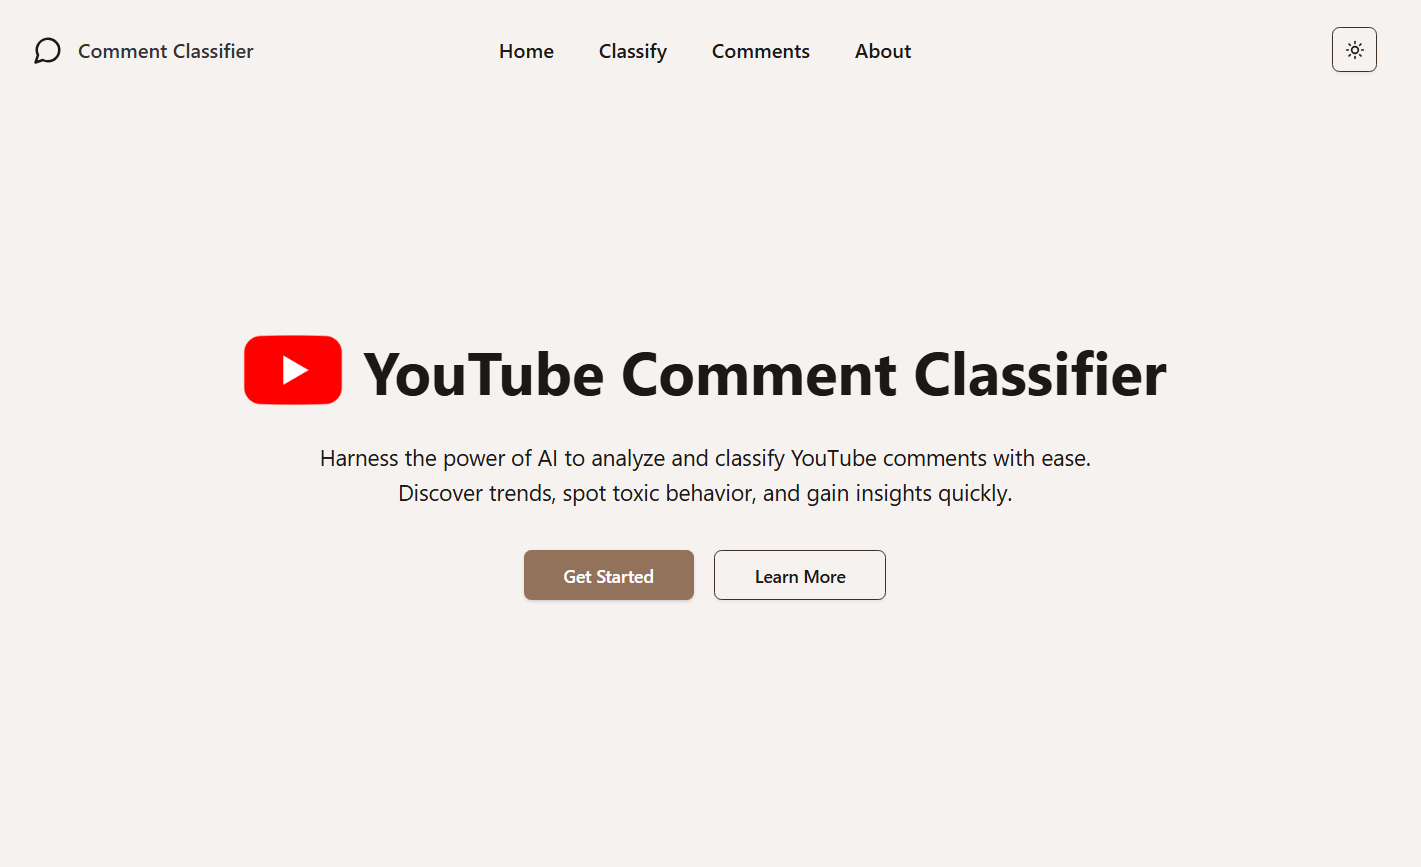 Comment Classifier
Home
Classify
Comments
About
YouTube Comment Classifier
Harness the power of AI to analyze and classify YouTube comments with ease.
Discover trends, spot toxic behavior, and gain insights quickly.
Get Started
Learn More